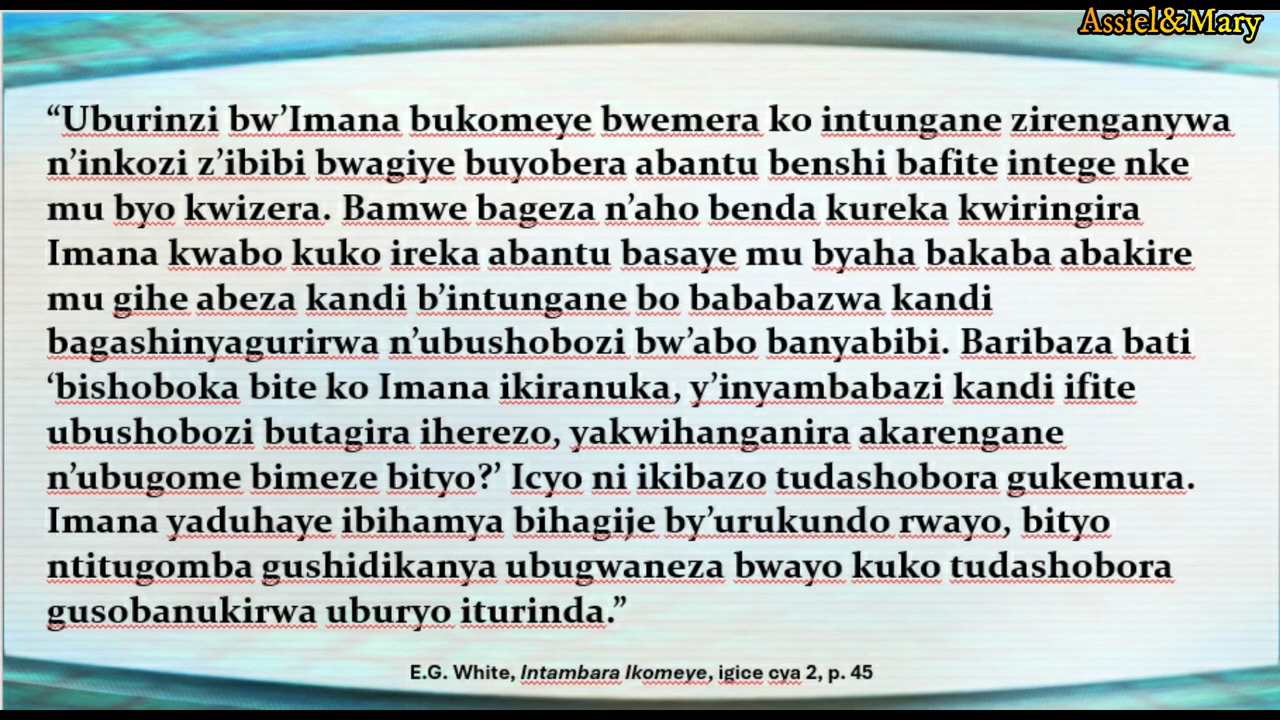 Assiel&Mary
“Uburinzi bw’Imana bukomeye bwemera ko intungane zirenganywa
n’inkozi z’ibibi bwagiye buyobera abantu benshi bafite intege nke
mu byo kwizera. Bamwe bageza n’aho benda kureka kwiringira
Imana kwabo kuko ireka abantu basaye mu byaha bakaba abakire
mu gihe abeza kandi b’intungane bo bababazwa kandi
bagashinyagurirwa n’ubushobozi bw’abo banyabibi. Baribaza bati
‘bishoboka bite ko Imana ikiranuka, y’inyambabazi kandi ifite
ubushobozi butagira iherezo, yakwihanganira akarengane
n’ubugome bimeze bityo?’ Icyo ni ikibazo tudashobora gukemura.
Imana yaduhaye ibihamya bihagije by’urukundo rwayo, bityo
ntitugomba gushidikanya ubugwaneza bwayo kuko tudashobora
gusobanukirwa uburyo iturinda.”
E.G. White, Intambara Ikomeye, igice cya 2, p. 45